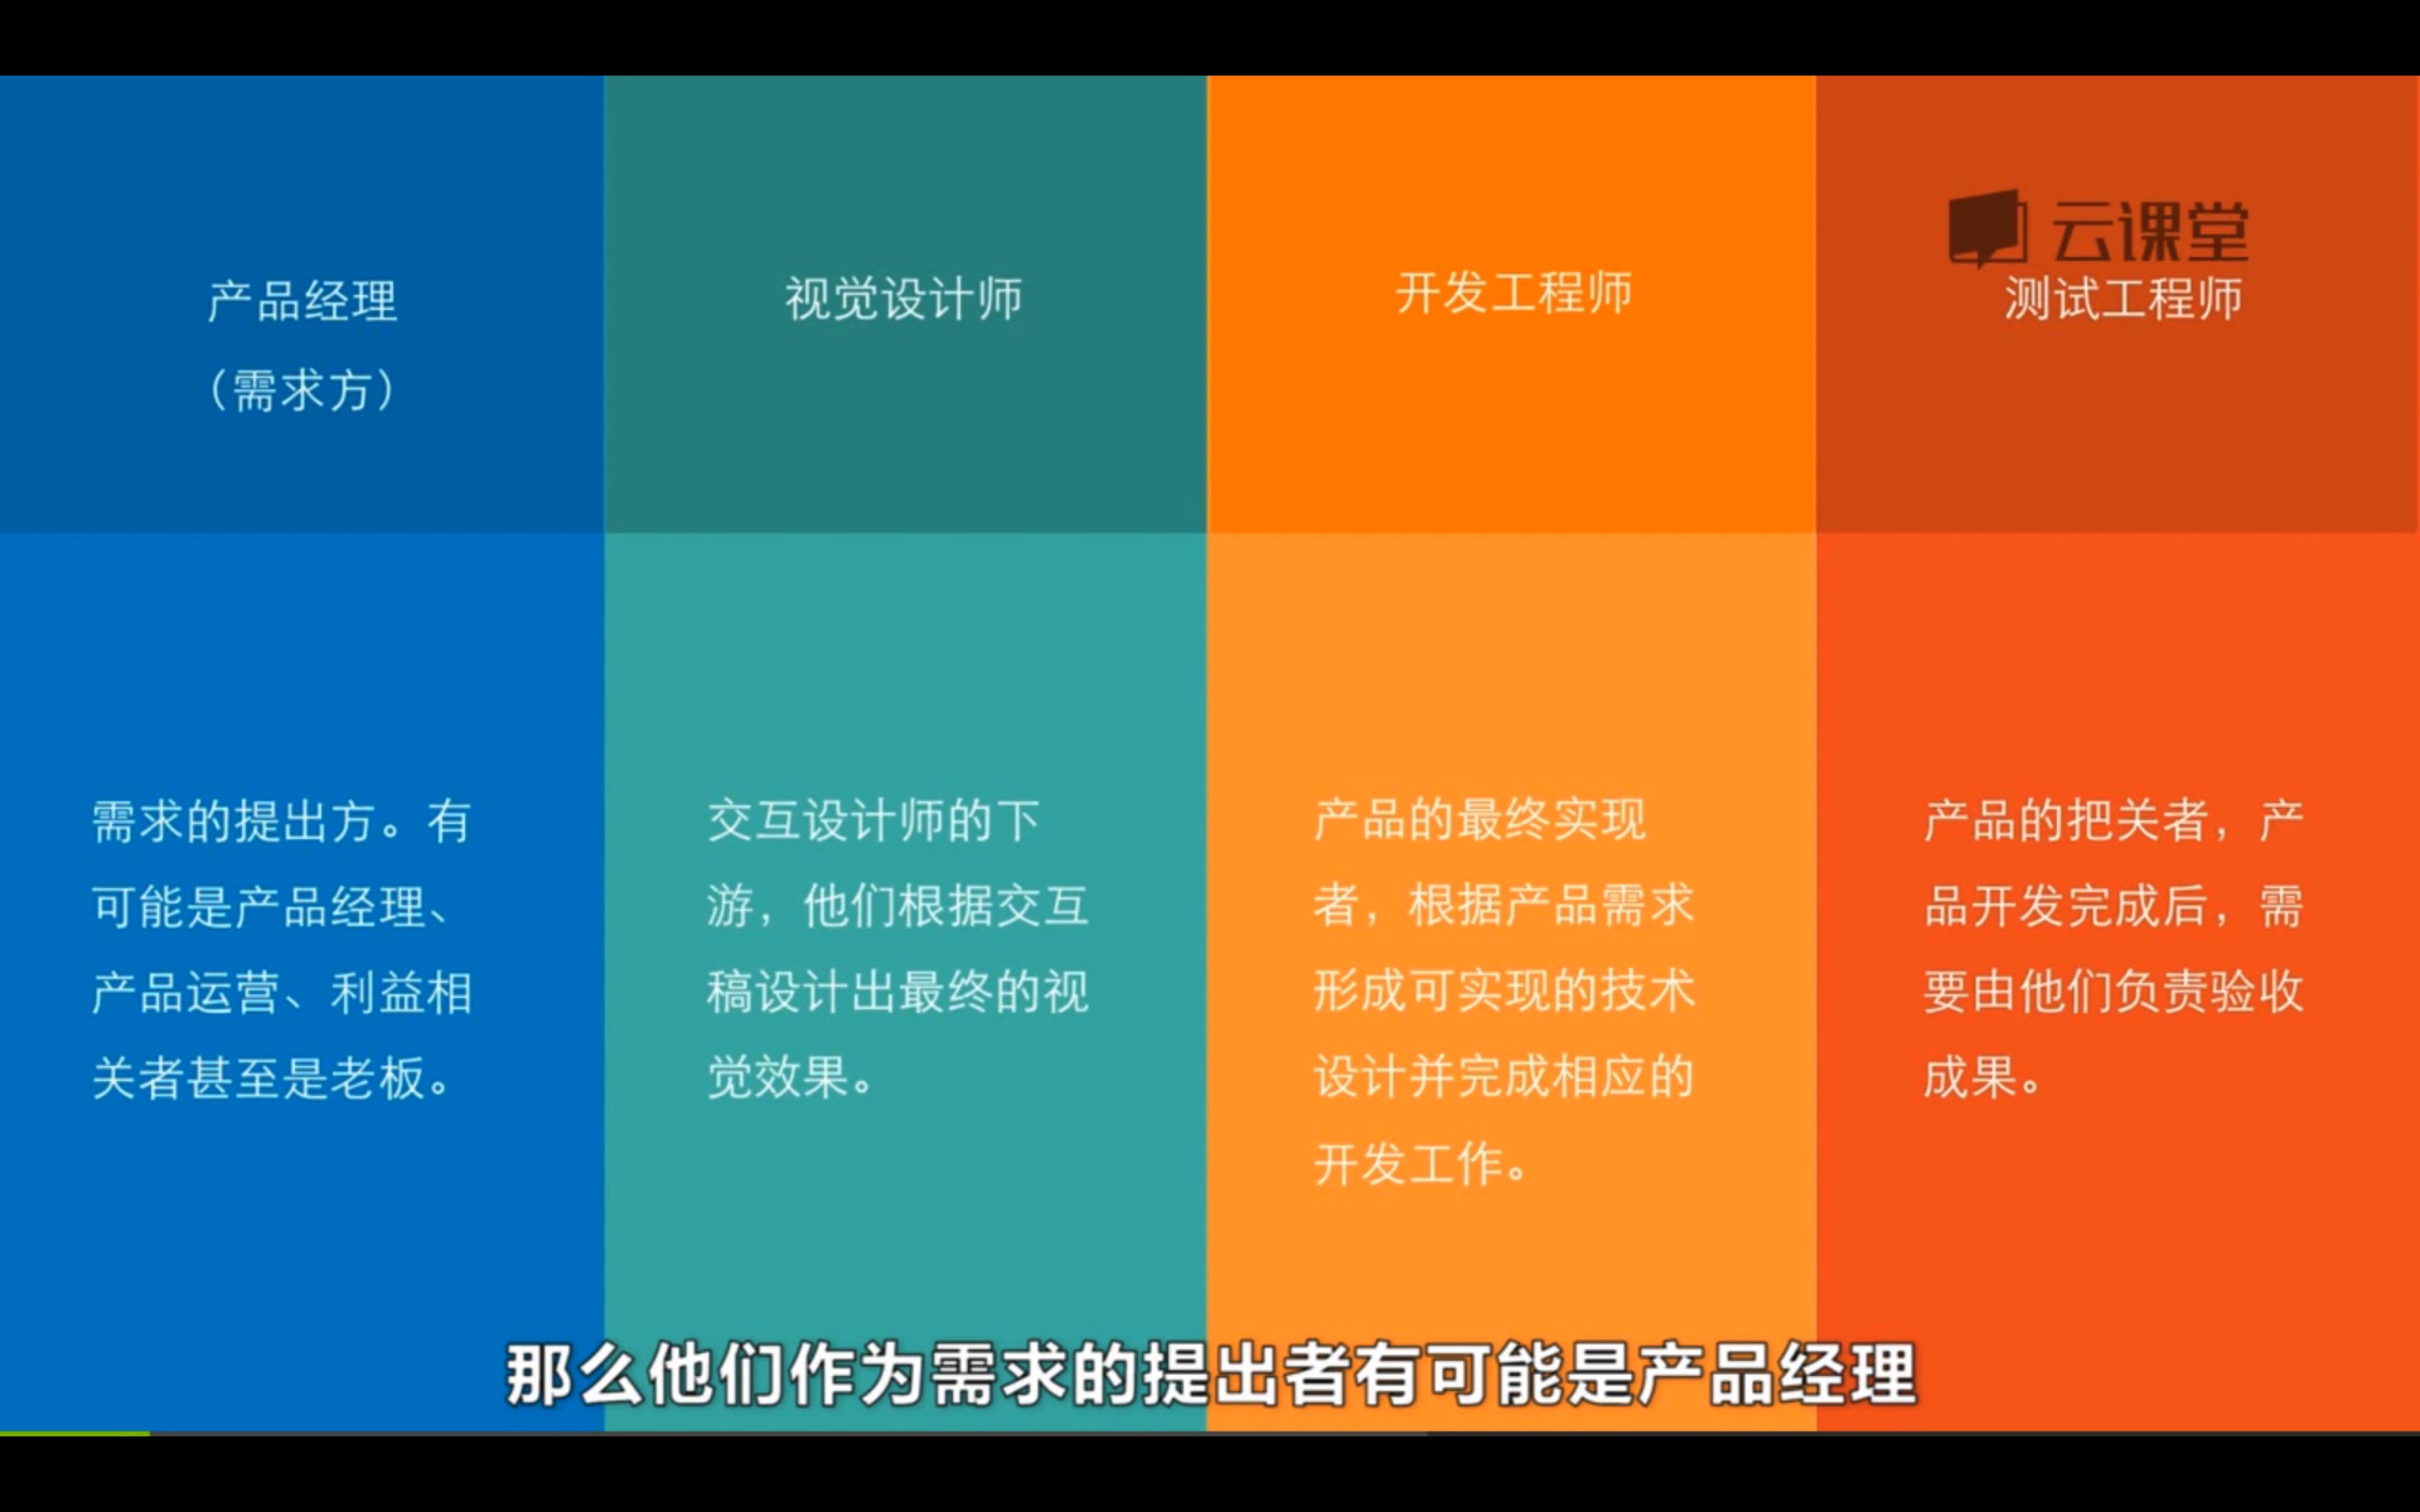 产品经理
（需求方）
需求的提出方。有
可能是产品经理、
产品运营、利益相
关者甚至是老板。
视觉设计师
交互设计师的下
游，他们根据交互
稿设计出最终的视
觉效果。
开发工程师
产品的最终实现
者，根据产品需求
形成可实现的技术
设计并完成相应的
开发工作。
云课堂
测试工程师
产品的把关者，产
品开发完成后，需
要由他们负责验收
成果。
那么他们作为需求的提出者有可能是产品经理